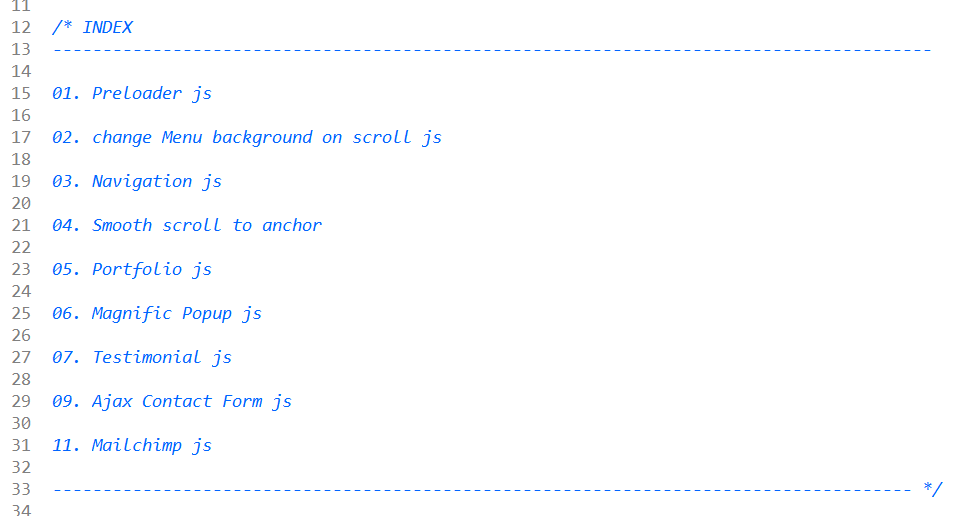 11
12 /* INDEX
13 ----------------------------------------------------------------------------------------
14
15 01. Preloader js
16
17 02. change Menu background on scroll js
18
19 03. Navigation js
20
21 04. Smooth scroll to anchor
22
23 05. Portfolio js
24
25 06. Magnific Popup js
26
27 07. Testimonial js
28
29 09. Ajax Contact Form js
30
31 11. Mailchimp js
32
33 -------------------------------------------------------------------------------------- */
34